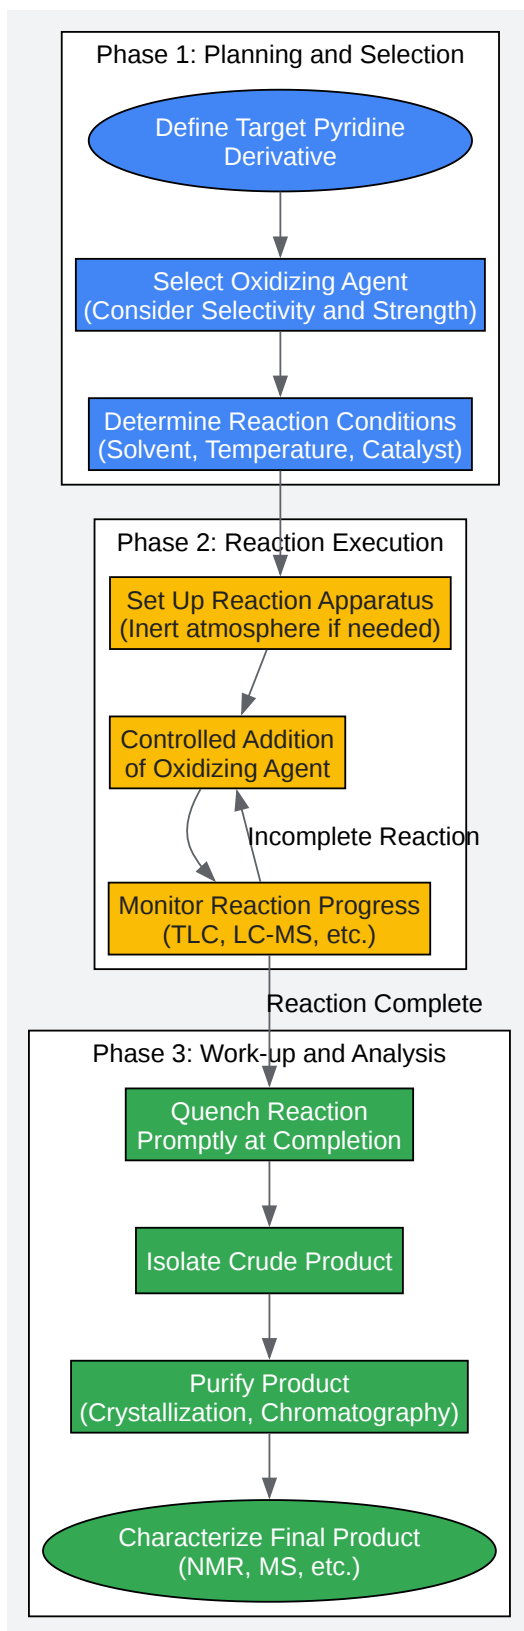 Phase 1: Planning and Selection
Define Target Pyridine
Derivative
Select Oxidizing Agent
(Consider Selectivity and Strength)
Determine Reaction Conditions
(Solvent, Temperature, Catalyst)
Phase 2: Reaction Execution
Set Up Reaction Apparatus
(Inert atmosphere if needed)
Controlled Addition
of Oxidizing Agent
Incomplete Reaction
Monitor Reaction Progress
(TLC, LC-MS, etc.)
Reaction Complete
Phase 3: Work-up and Analysis
Quench Reaction
Promptly at Completion
Isolate Crude Product
Purify Product
(Crystallization, Chromatography)
Characterize Final Product
(NMR, MS, etc.)